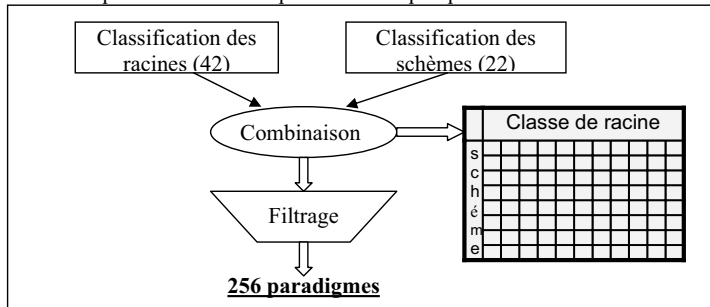 Classification des
racines (42)
Classification des
schèmes (22)
Combinaison
Classe de racine
s
c
h
é
m
e
Filtrage
256 paradigmes